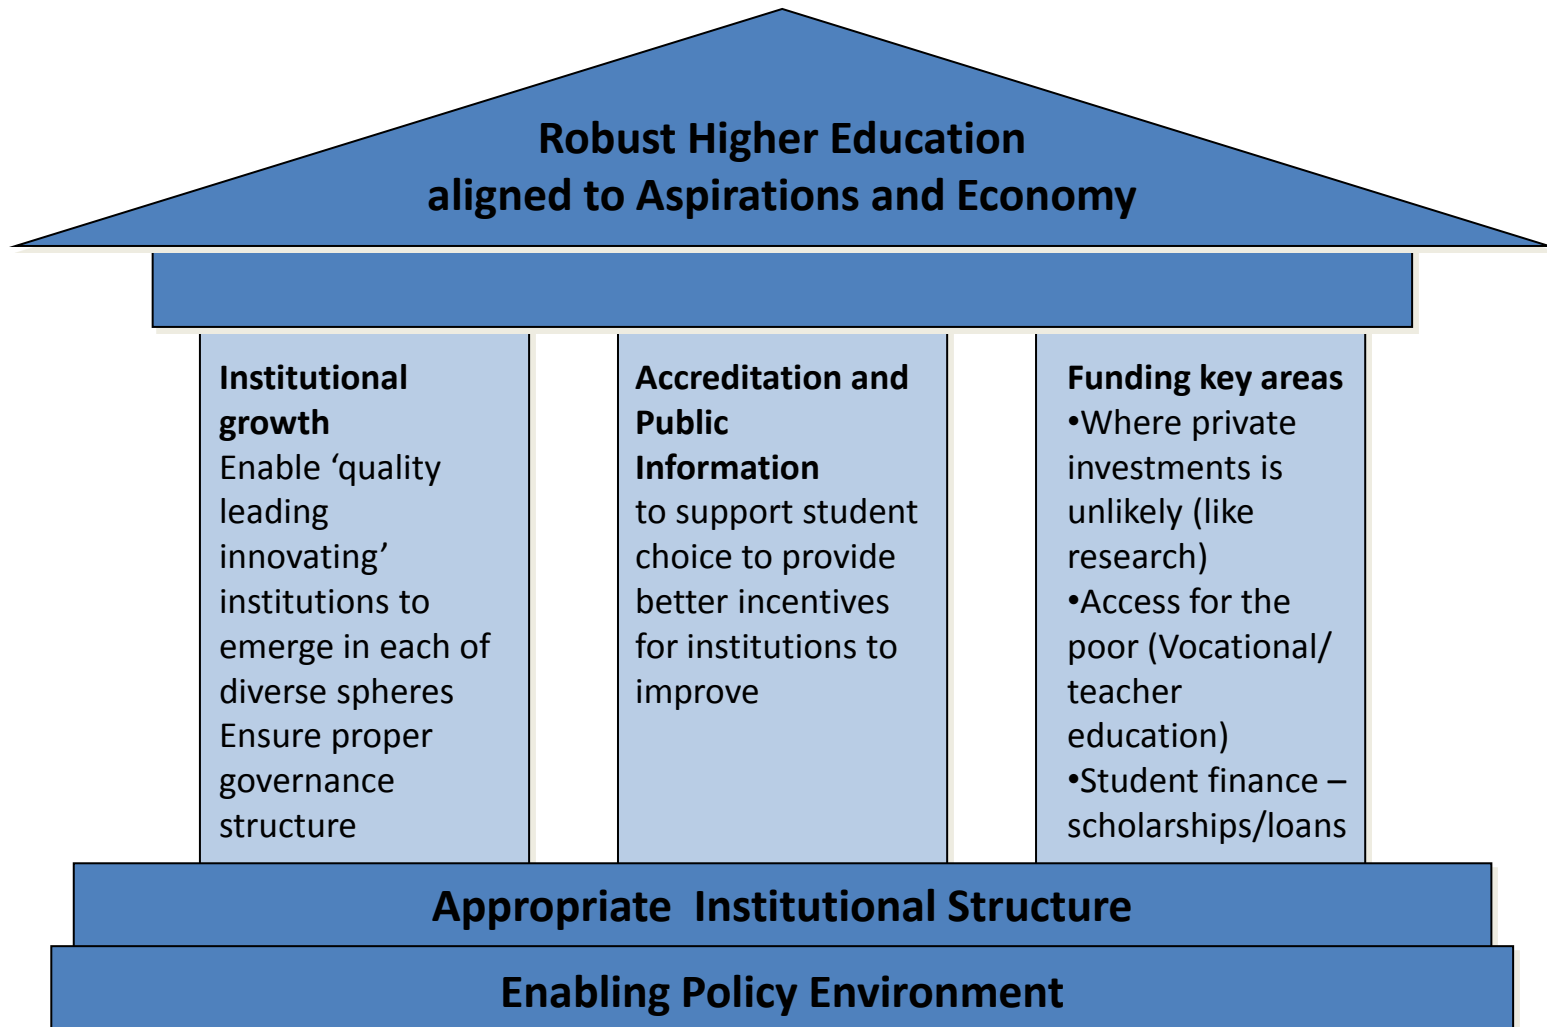 Robust Higher Education
aligned to Aspirations and Economy
Institutional
growth
Enable ‘quality
leading
innovating’
institutions to
emerge in each of
diverse spheres
Ensure proper
governance
structure
Accreditation and
Public
Information
to support student
choice to provide
better incentives
for institutions to
improve
Funding key areas
•Where private
investments is
unlikely (like
research)
•Access for the
poor (Vocational/
teacher
education)
•Student finance –
scholarships/loans
Appropriate  Institutional Structure
Enabling Policy Environment